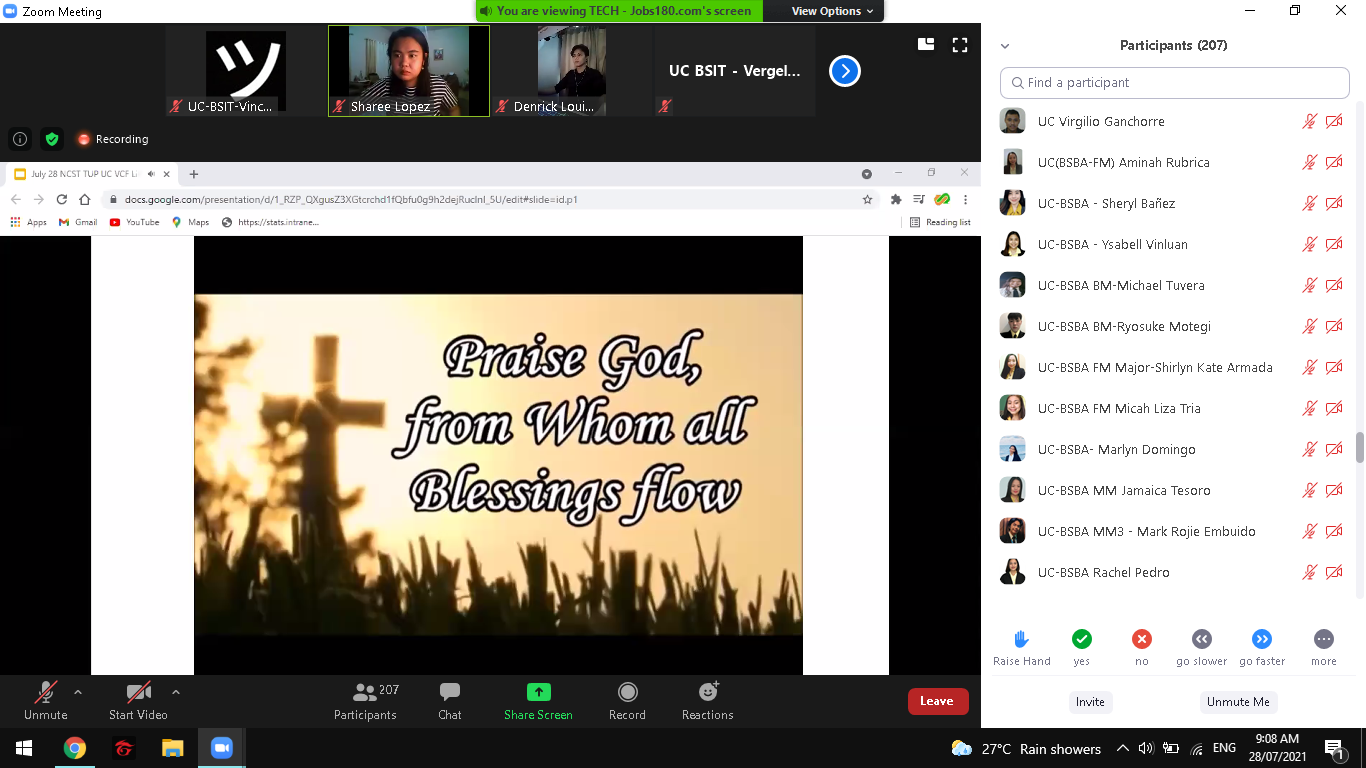 Zoom Meeting
You are viewing TECH - Jobs180.com's screen
View Options
ツ
UC-BSIT-Vinc...
Sharee Lopez
Denrick Loui...
UC BSIT - Vergel...
Recording
July 28 NCST TUP UC VCF Li
docs.google.com/presentation/d/1_RZP_QXgusZ3XGtcrchd1fQbfu0g9h2dejRuclnI_5U/edit#slide=id.p1
Apps
Gmail
YouTube
Maps
https://stats.intrane...
Reading list
Praise God,
from Whom all
Blessings flow
Participants (207)
Find a participant
UC Virgilio Ganchorre
UC(BSBA-FM) Aminah Rubrica
UC-BSBA - Sheryl Bañez
UC-BSBA - Ysabell Vinluan
UC-BSBA BM-Michael Tuvera
UC-BSBA BM-Ryosuke Motegi
UC-BSBA FM Major-Shirlyn Kate Armada
UC-BSBA FM Micah Liza Tria
UC-BSBA- Marlyn Domingo
UC-BSBA MM Jamaica Tesoro
UC-BSBA MM3 - Mark Rojie Embuido
UC-BSBA Rachel Pedro
Raise Hand
yes
no
go slower
go faster
more
Invite
Unmute Me
Unmute
Start Video
207
Participants
Chat
Share Screen
Record
Reactions
Leave
27°C Rain showers
ENG
9:08 AM
28/07/2021
1